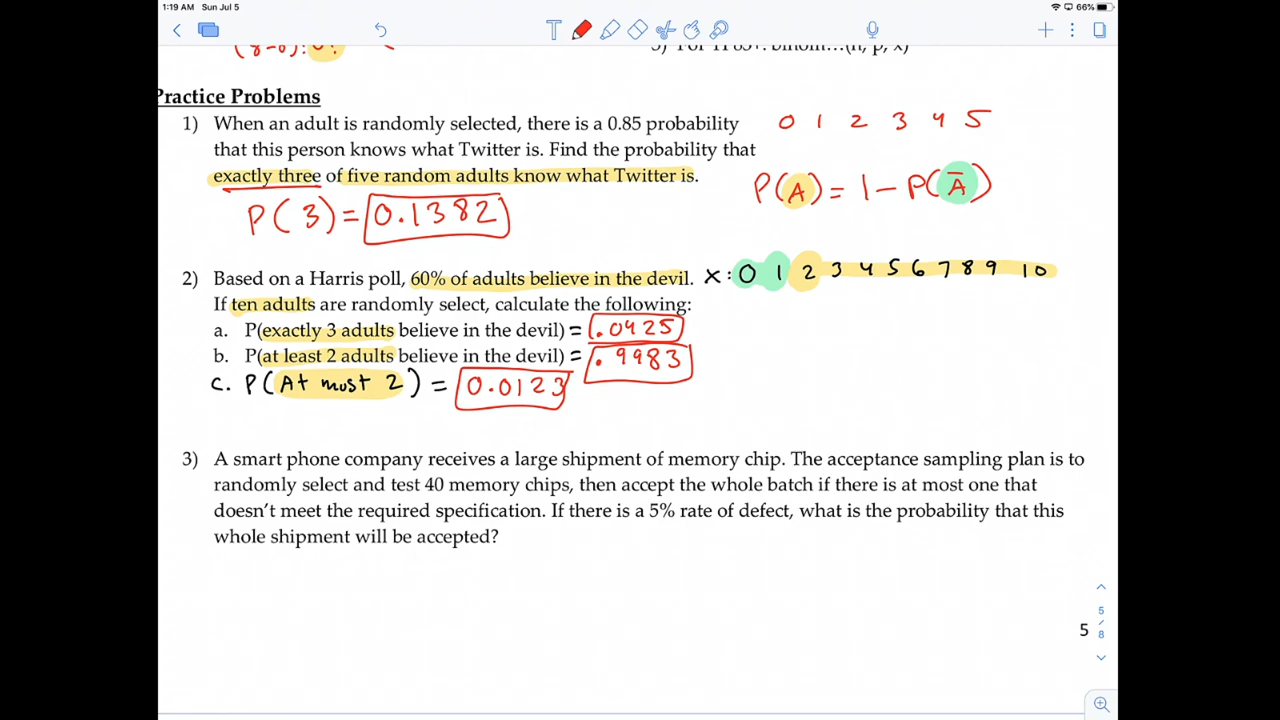 1:19 AM Sun Jul 5
66%
T
(8-0)! 0!
Practice Problems
1) When an adult is randomly selected, there is a 0.85 probability
that this person knows what Twitter is. Find the probability that
exactly three of five random adults know what Twitter is.
0 1 2 3 4 5
P(A) = 1 - P(A̅)
P(3) = 0.1382
2) Based on a Harris poll, 60% of adults believe in the devil.
X: 0 1 2 3 4 5 6 7 8 9 10
If ten adults are randomly select, calculate the following:
a. P(exactly 3 adults believe in the devil) = .0425
b. P(at least 2 adults believe in the devil) = .9983
c. P(At most 2) = 0.0123
3) A smart phone company receives a large shipment of memory chip. The acceptance sampling plan is to
randomly select and test 40 memory chips, then accept the whole batch if there is at most one that
doesn't meet the required specification. If there is a 5% rate of defect, what is the probability that this
whole shipment will be accepted?
5
/
8
5